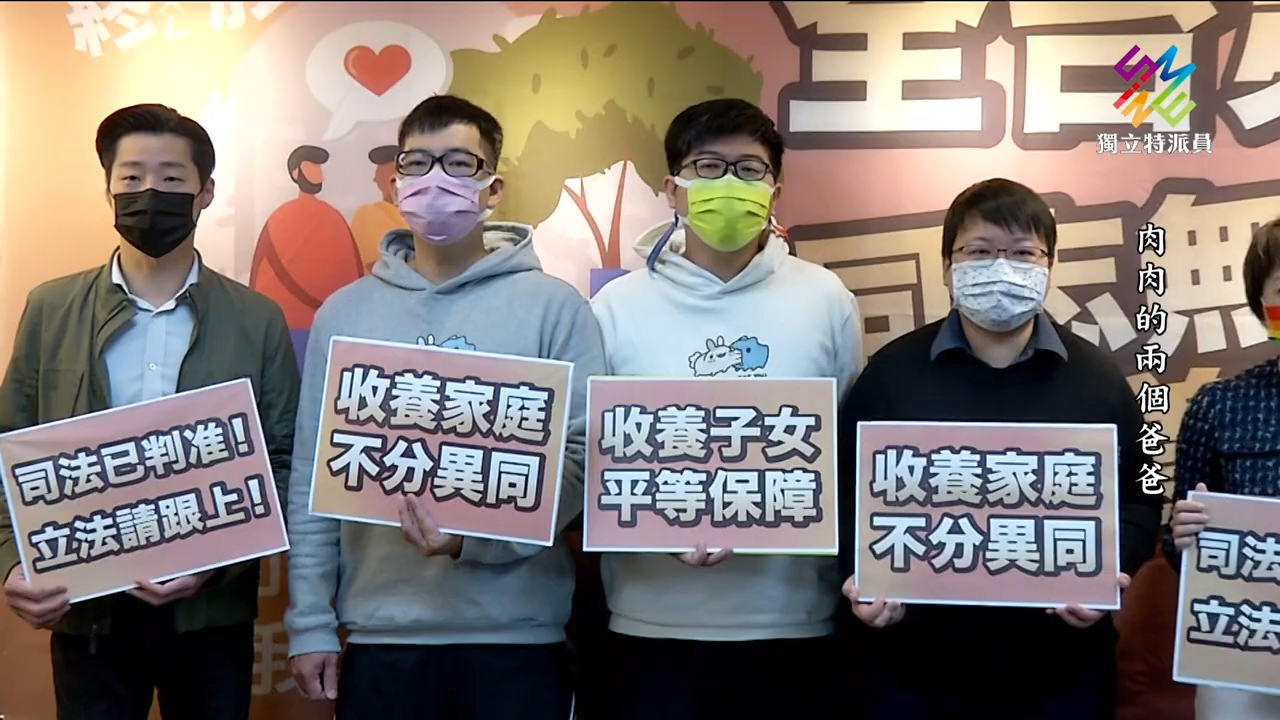 獨立特派員
肉肉的兩個爸爸
司法已判准！
立法請跟上！
收養家庭
不分異同
收養子女
平等保障
收養家庭
不分異同
司法
立法